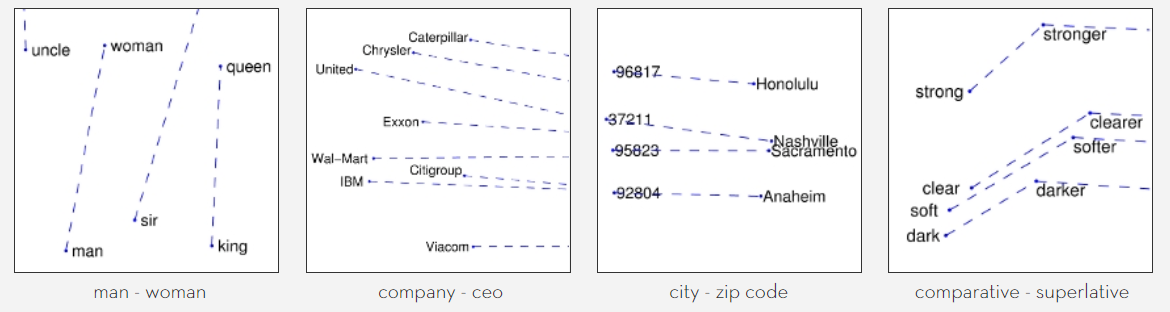 uncle
woman
queen
sir
man
king
man - woman
Caterpillar
Chrysler
United
Exxon
Wal-Mart
Citigroup
IBM
Viacom
company - ceo
96817
Honolulu
37211
Nashville
95823
Sacramento
92804
Anaheim
city - zip code
stronger
strong
clearer
softer
clear
darker
soft
dark
comparative - superlative